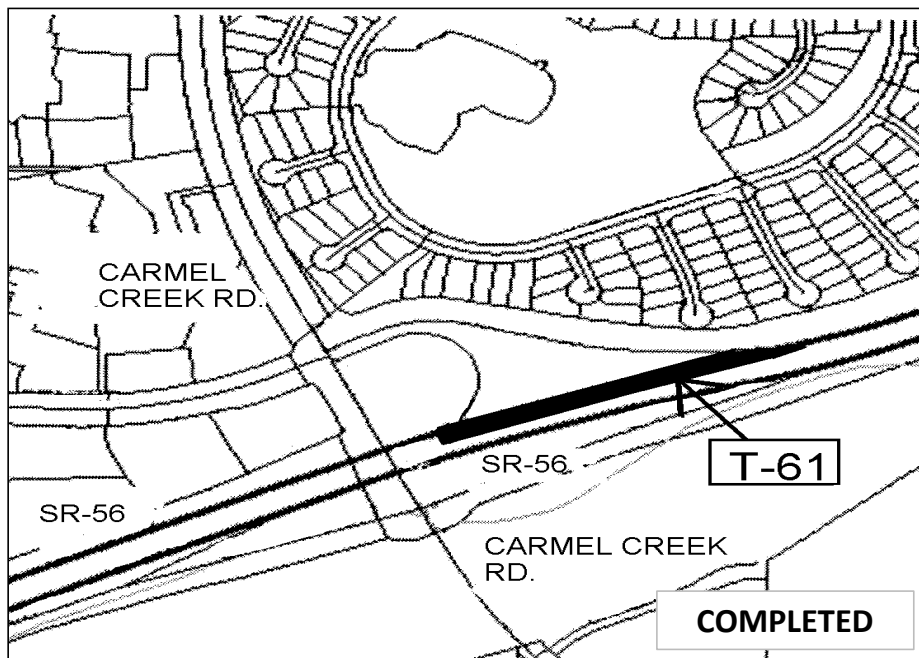 CARMEL
CREEK RD.
SR-56
T-61
SR-56
CARMEL CREEK
RD.
COMPLETED